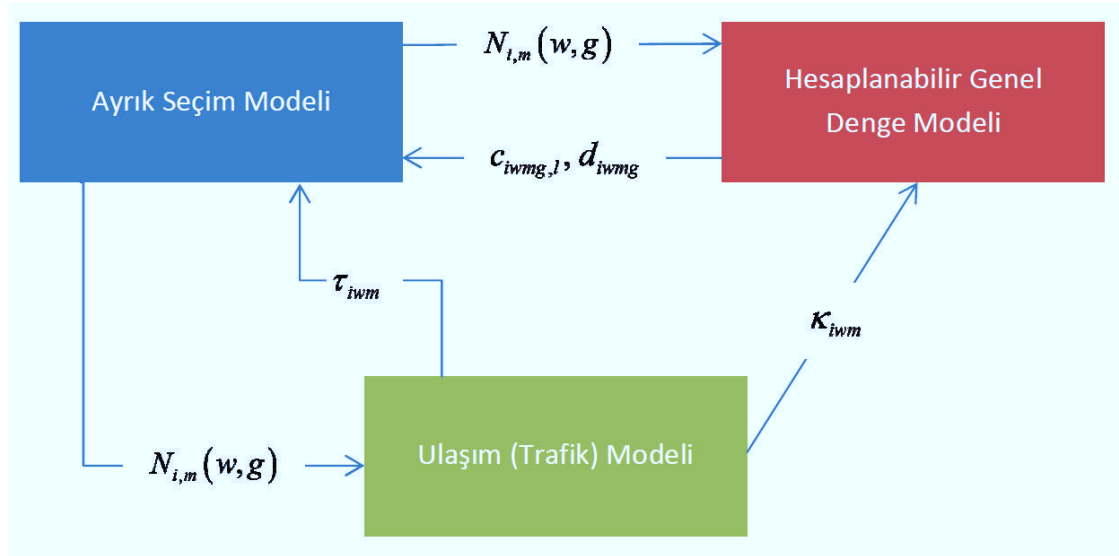 Ayrık Seçim Modeli
N_{i,m}(w,g)
Hesaplanabilir Genel
Denge Modeli
c_{iwmg,l}, d_{iwmg}
τ_{iwm}
κ_{iwm}
N_{i,m}(w,g)
Ulaşım (Trafik) Modeli